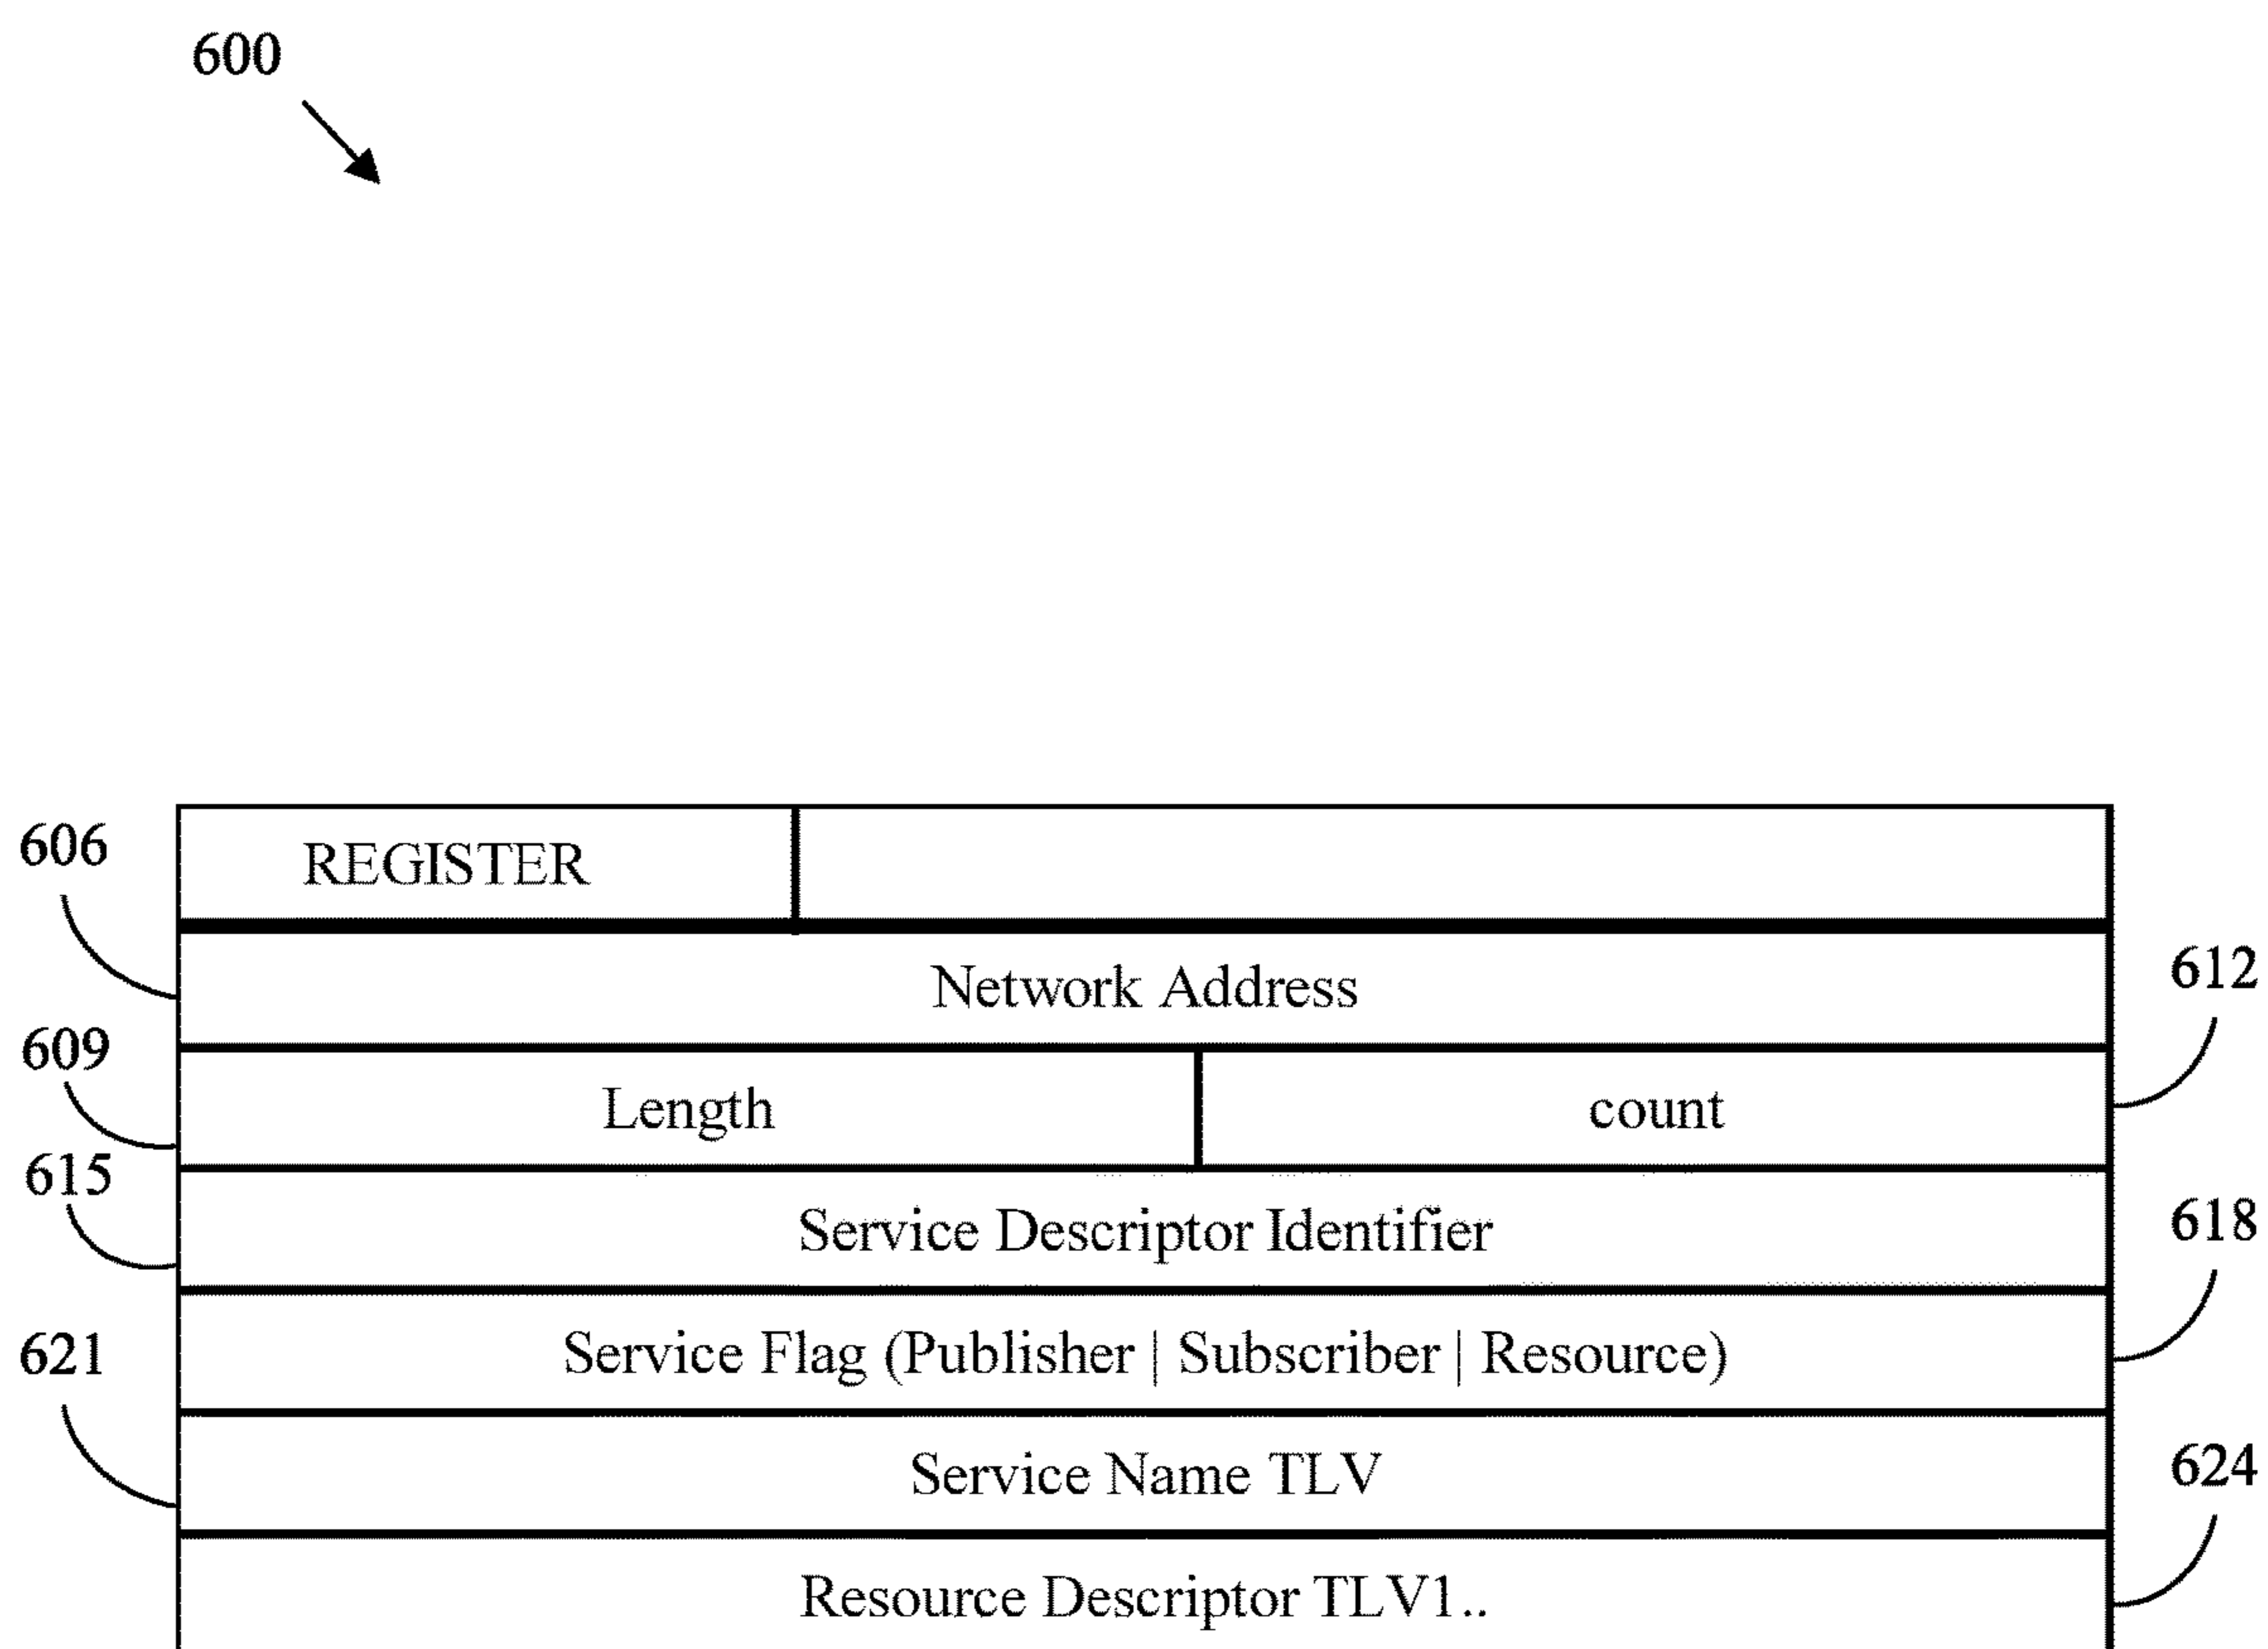 600
606
REGISTER
Network Address
612
609
Length
count
615
Service Descriptor Identifier
618
Service Flag (Publisher | Subscriber | Resource)
621
Service Name TLV
624
Resource Descriptor TLV1..